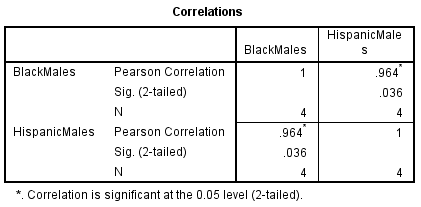 Correlations
BlackMales HispanicMale
s
BlackMales Pearson Correlation 1 .964*
Sig. (2-tailed) .036
N 4 4
HispanicMales Pearson Correlation .964* 1
Sig. (2-tailed) .036
N 4 4
*. Correlation is significant at the 0.05 level (2-tailed).